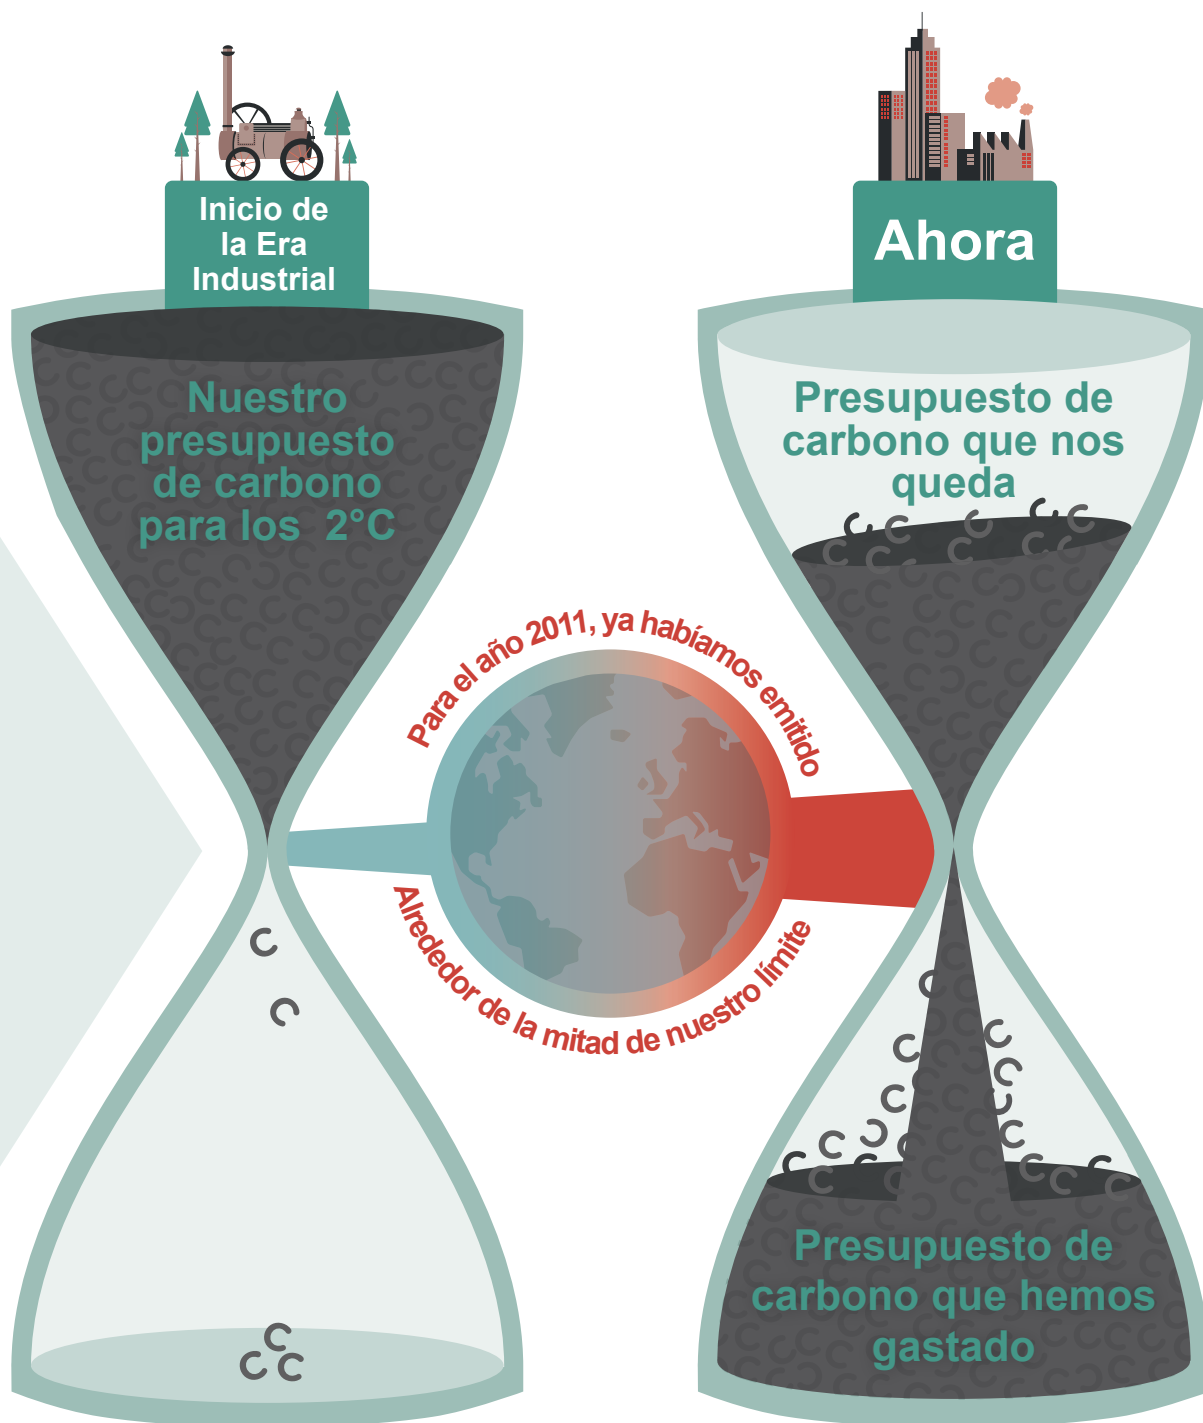 Inicio de
la Era
Industrial
Nuestro
presupuesto
de carbono
para los 2°C
Ahora
Presupuesto de
carbono que nos
queda
Para el año 2011, ya habíamos emitido
Alrededor de la mitad de nuestro límite
Presupuesto de
carbono que hemos
gastado